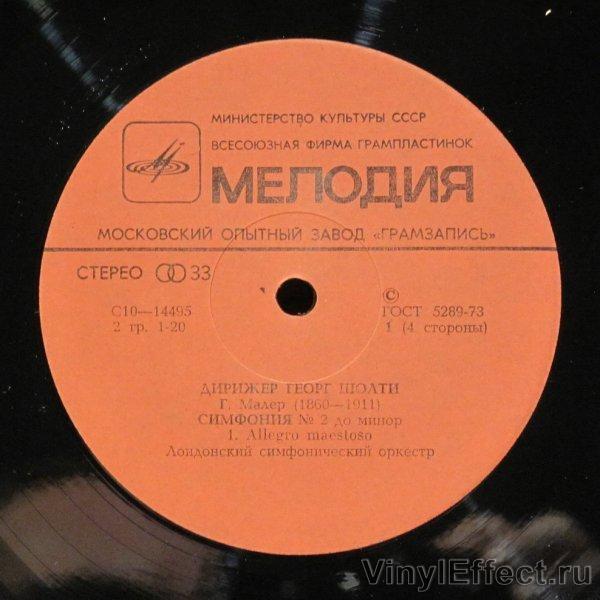 МИНИСТЕРСТВО КУЛЬТУРЫ СССР
ВСЕСОЮЗНАЯ ФИРМА ГРАМПЛАСТИНОК
МЕЛОДИЯ
МОСКОВСКИЙ ОПЫТНЫЙ ЗАВОД «ГРАМЗАПИСЬ»
СТЕРЕО 33
С10—14495
2 гр. 1-20
©
ГОСТ 5289-73
1 (4 стороны)
ДИРИЖЕР ГЕОРГ ШОЛТИ
Г. Малер (1860—1911)
СИМФОНИЯ № 2 до минор
1. Allegro maestoso
Лондонский симфонический оркестр
VinylEffect.ru